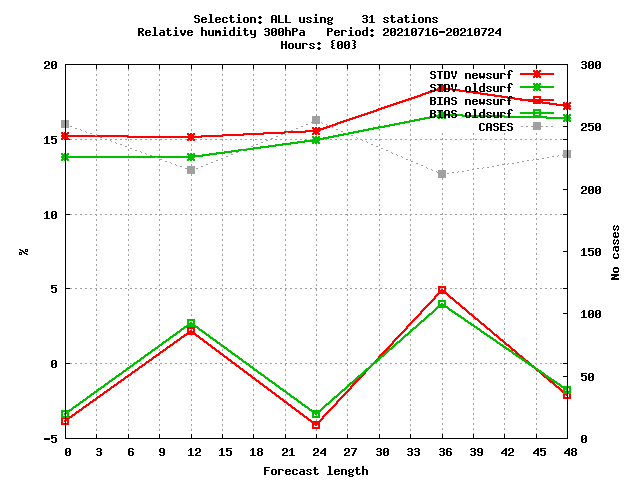 Selection: ALL using    31 stations
Relative humidity 300hPa   Period: 20210716-20210724
Hours: {00}
20
15
10
5
0
-5
%
300
250
200
150
100
50
0
No cases
STDV newsurf
STDV oldsurf
BIAS newsurf
BIAS oldsurf
CASES
0 3 6 9 12 15 18 21 24 27 30 33 36 39 42 45 48
Forecast length